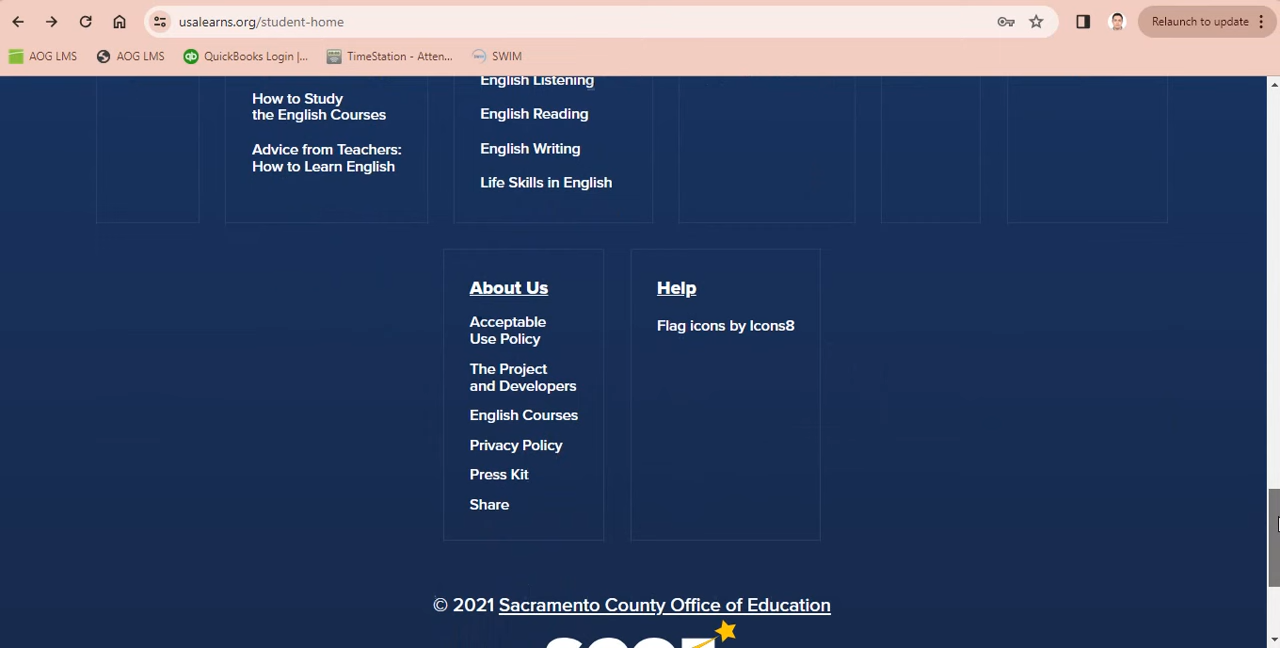 usalearns.org/student-home
Relaunch to update
AOG LMS
AOG LMS
QuickBooks Login |...
TimeStation - Atten...
SWIM
How to Study
the English Courses
Advice from Teachers:
How to Learn English
English Listening
English Reading
English Writing
Life Skills in English
About Us
Acceptable
Use Policy
The Project
and Developers
English Courses
Privacy Policy
Press Kit
Share
Help
Flag icons by Icons8
© 2021 Sacramento County Office of Education